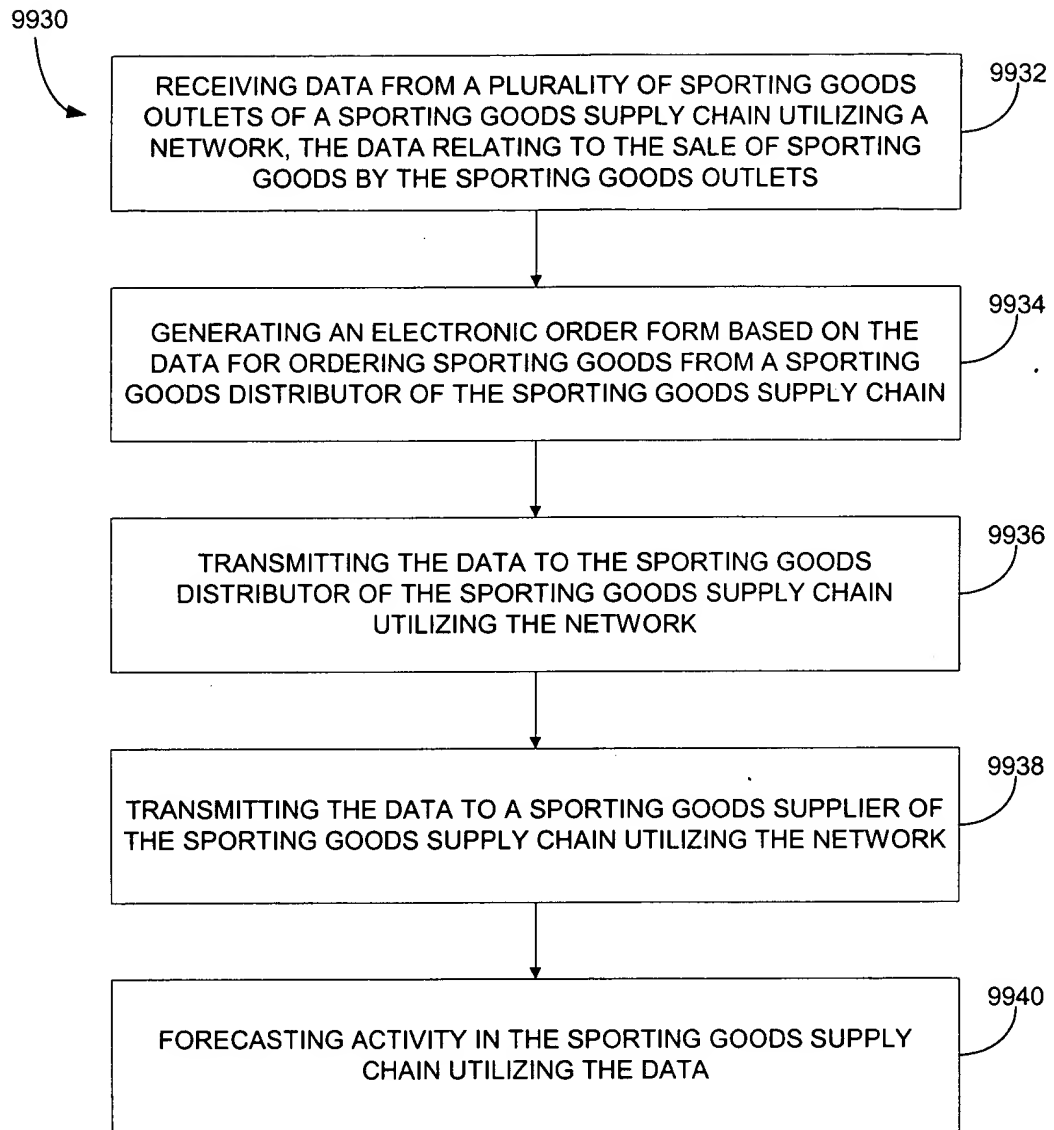 9930
9932
RECEIVING DATA FROM A PLURALITY OF SPORTING GOODS
OUTLETS OF A SPORTING GOODS SUPPLY CHAIN UTILIZING A
NETWORK, THE DATA RELATING TO THE SALE OF SPORTING
GOODS BY THE SPORTING GOODS OUTLETS
9934
GENERATING AN ELECTRONIC ORDER FORM BASED ON THE
DATA FOR ORDERING SPORTING GOODS FROM A SPORTING
GOODS DISTRIBUTOR OF THE SPORTING GOODS SUPPLY CHAIN
9936
TRANSMITTING THE DATA TO THE SPORTING GOODS
DISTRIBUTOR OF THE SPORTING GOODS SUPPLY CHAIN
UTILIZING THE NETWORK
9938
TRANSMITTING THE DATA TO A SPORTING GOODS SUPPLIER OF
THE SPORTING GOODS SUPPLY CHAIN UTILIZING THE NETWORK
9940
FORECASTING ACTIVITY IN THE SPORTING GOODS SUPPLY
CHAIN UTILIZING THE DATA